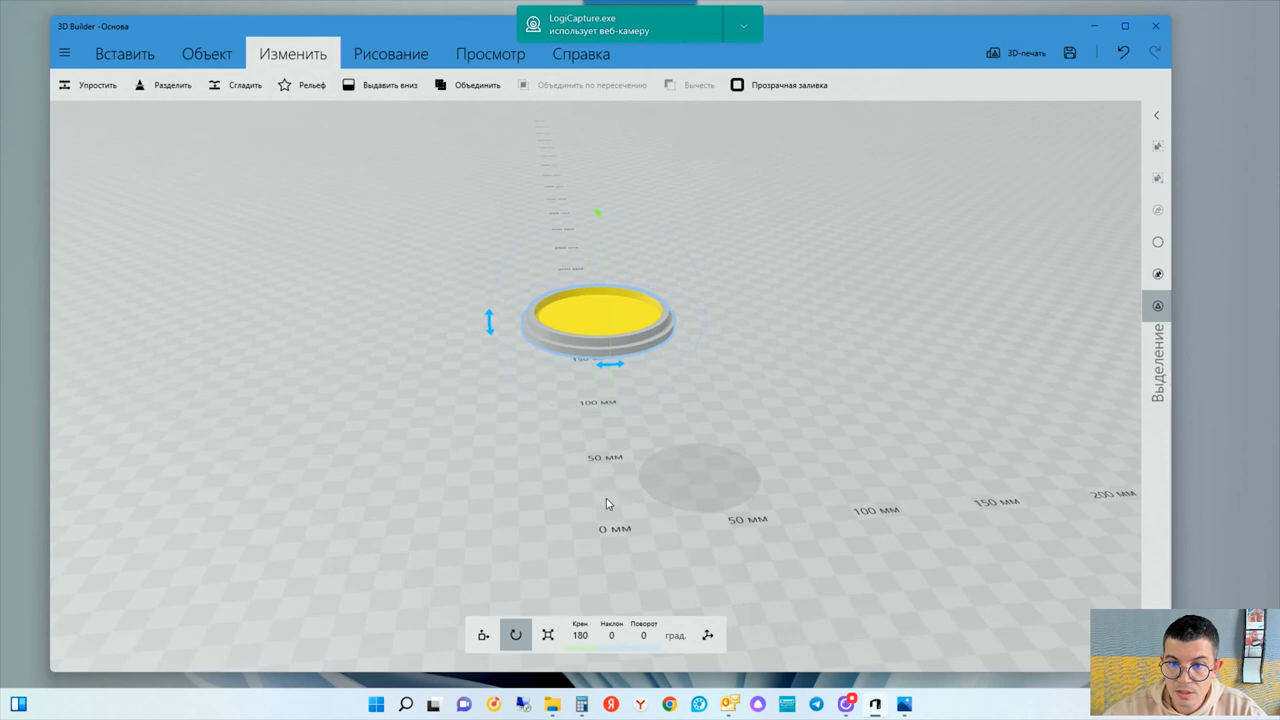 LogiCapture.exe
использует веб-камеру
3D Builder -Основа
Вставить Объект Изменить Рисование Просмотр Справка
3D-печать
Упростить Разделить Сгладить Рельеф Выдавить вниз Объединить Объединить по пересечению Вычесть Прозрачная заливка
Выделение
100 мм
50 мм
0 мм 50 мм 100 мм 150 мм 200 мм
Крен Наклон Поворот
180 0 0 град.